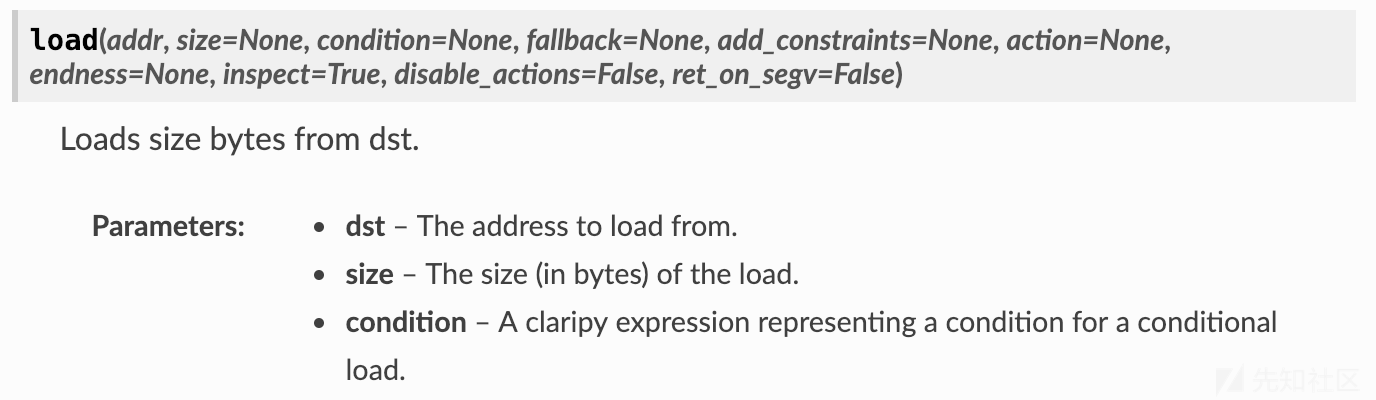 load(addr, size=None, condition=None, fallback=None, add_constraints=None, action=None,
endness=None, inspect=True, disable_actions=False, ret_on_segv=False)
Loads size bytes from dst.
Parameters:
• dst – The address to load from.
• size – The size (in bytes) of the load.
• condition – A claripy expression representing a condition for a conditional
load.
先知社区